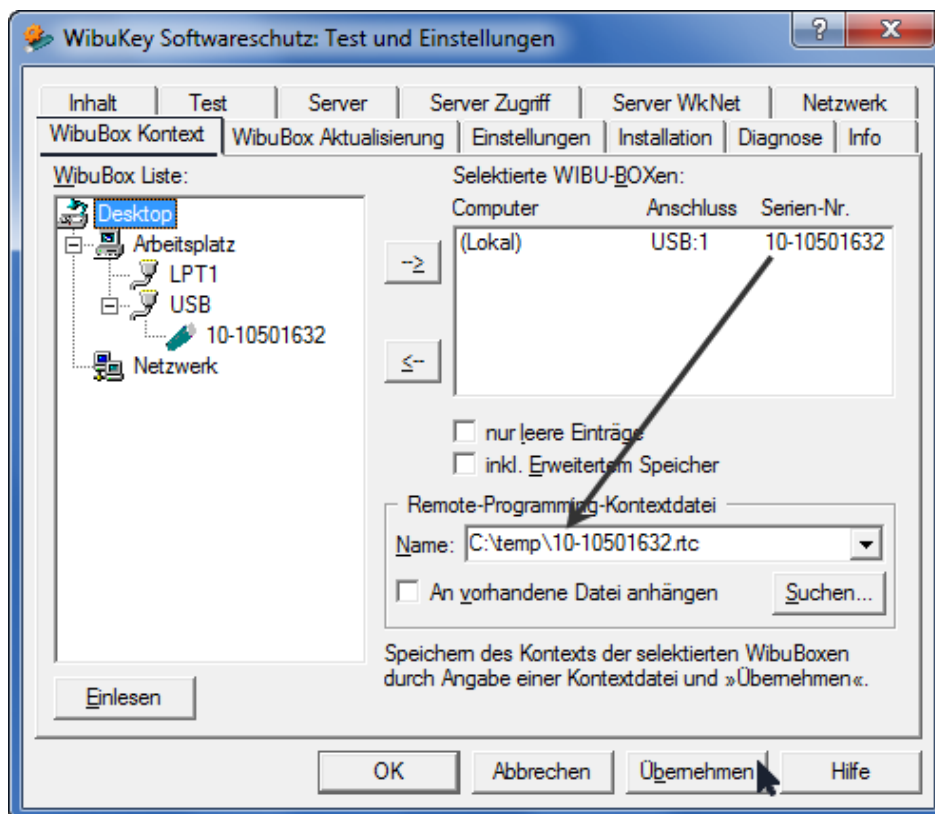 WibuKey Softwareschutz: Test und Einstellungen
Inhalt Test Server Server Zugriff Server WkNet Netzwerk
WibuBox Kontext WibuBox Aktualisierung Einstellungen Installation Diagnose Info
WibuBox Liste:
Desktop
Arbeitsplatz
LPT1
USB
10-10501632
Netzwerk
Einlesen
-->
<--
Selektierte WIBU-BOXen:
Computer Anschluss Serien-Nr.
(Lokal) USB:1 10-10501632
nur leere Einträge
inkl. Erweitertem Speicher
Remote-Programming-Kontextdatei
Name: C:\temp\10-10501632.rtc
An vorhandene Datei anhängen Suchen...
Speichern des Kontexts der selektierten WibuBoxen
durch Angabe einer Kontextdatei und »Übernehmen«.
OK Abbrechen Übernehmen Hilfe